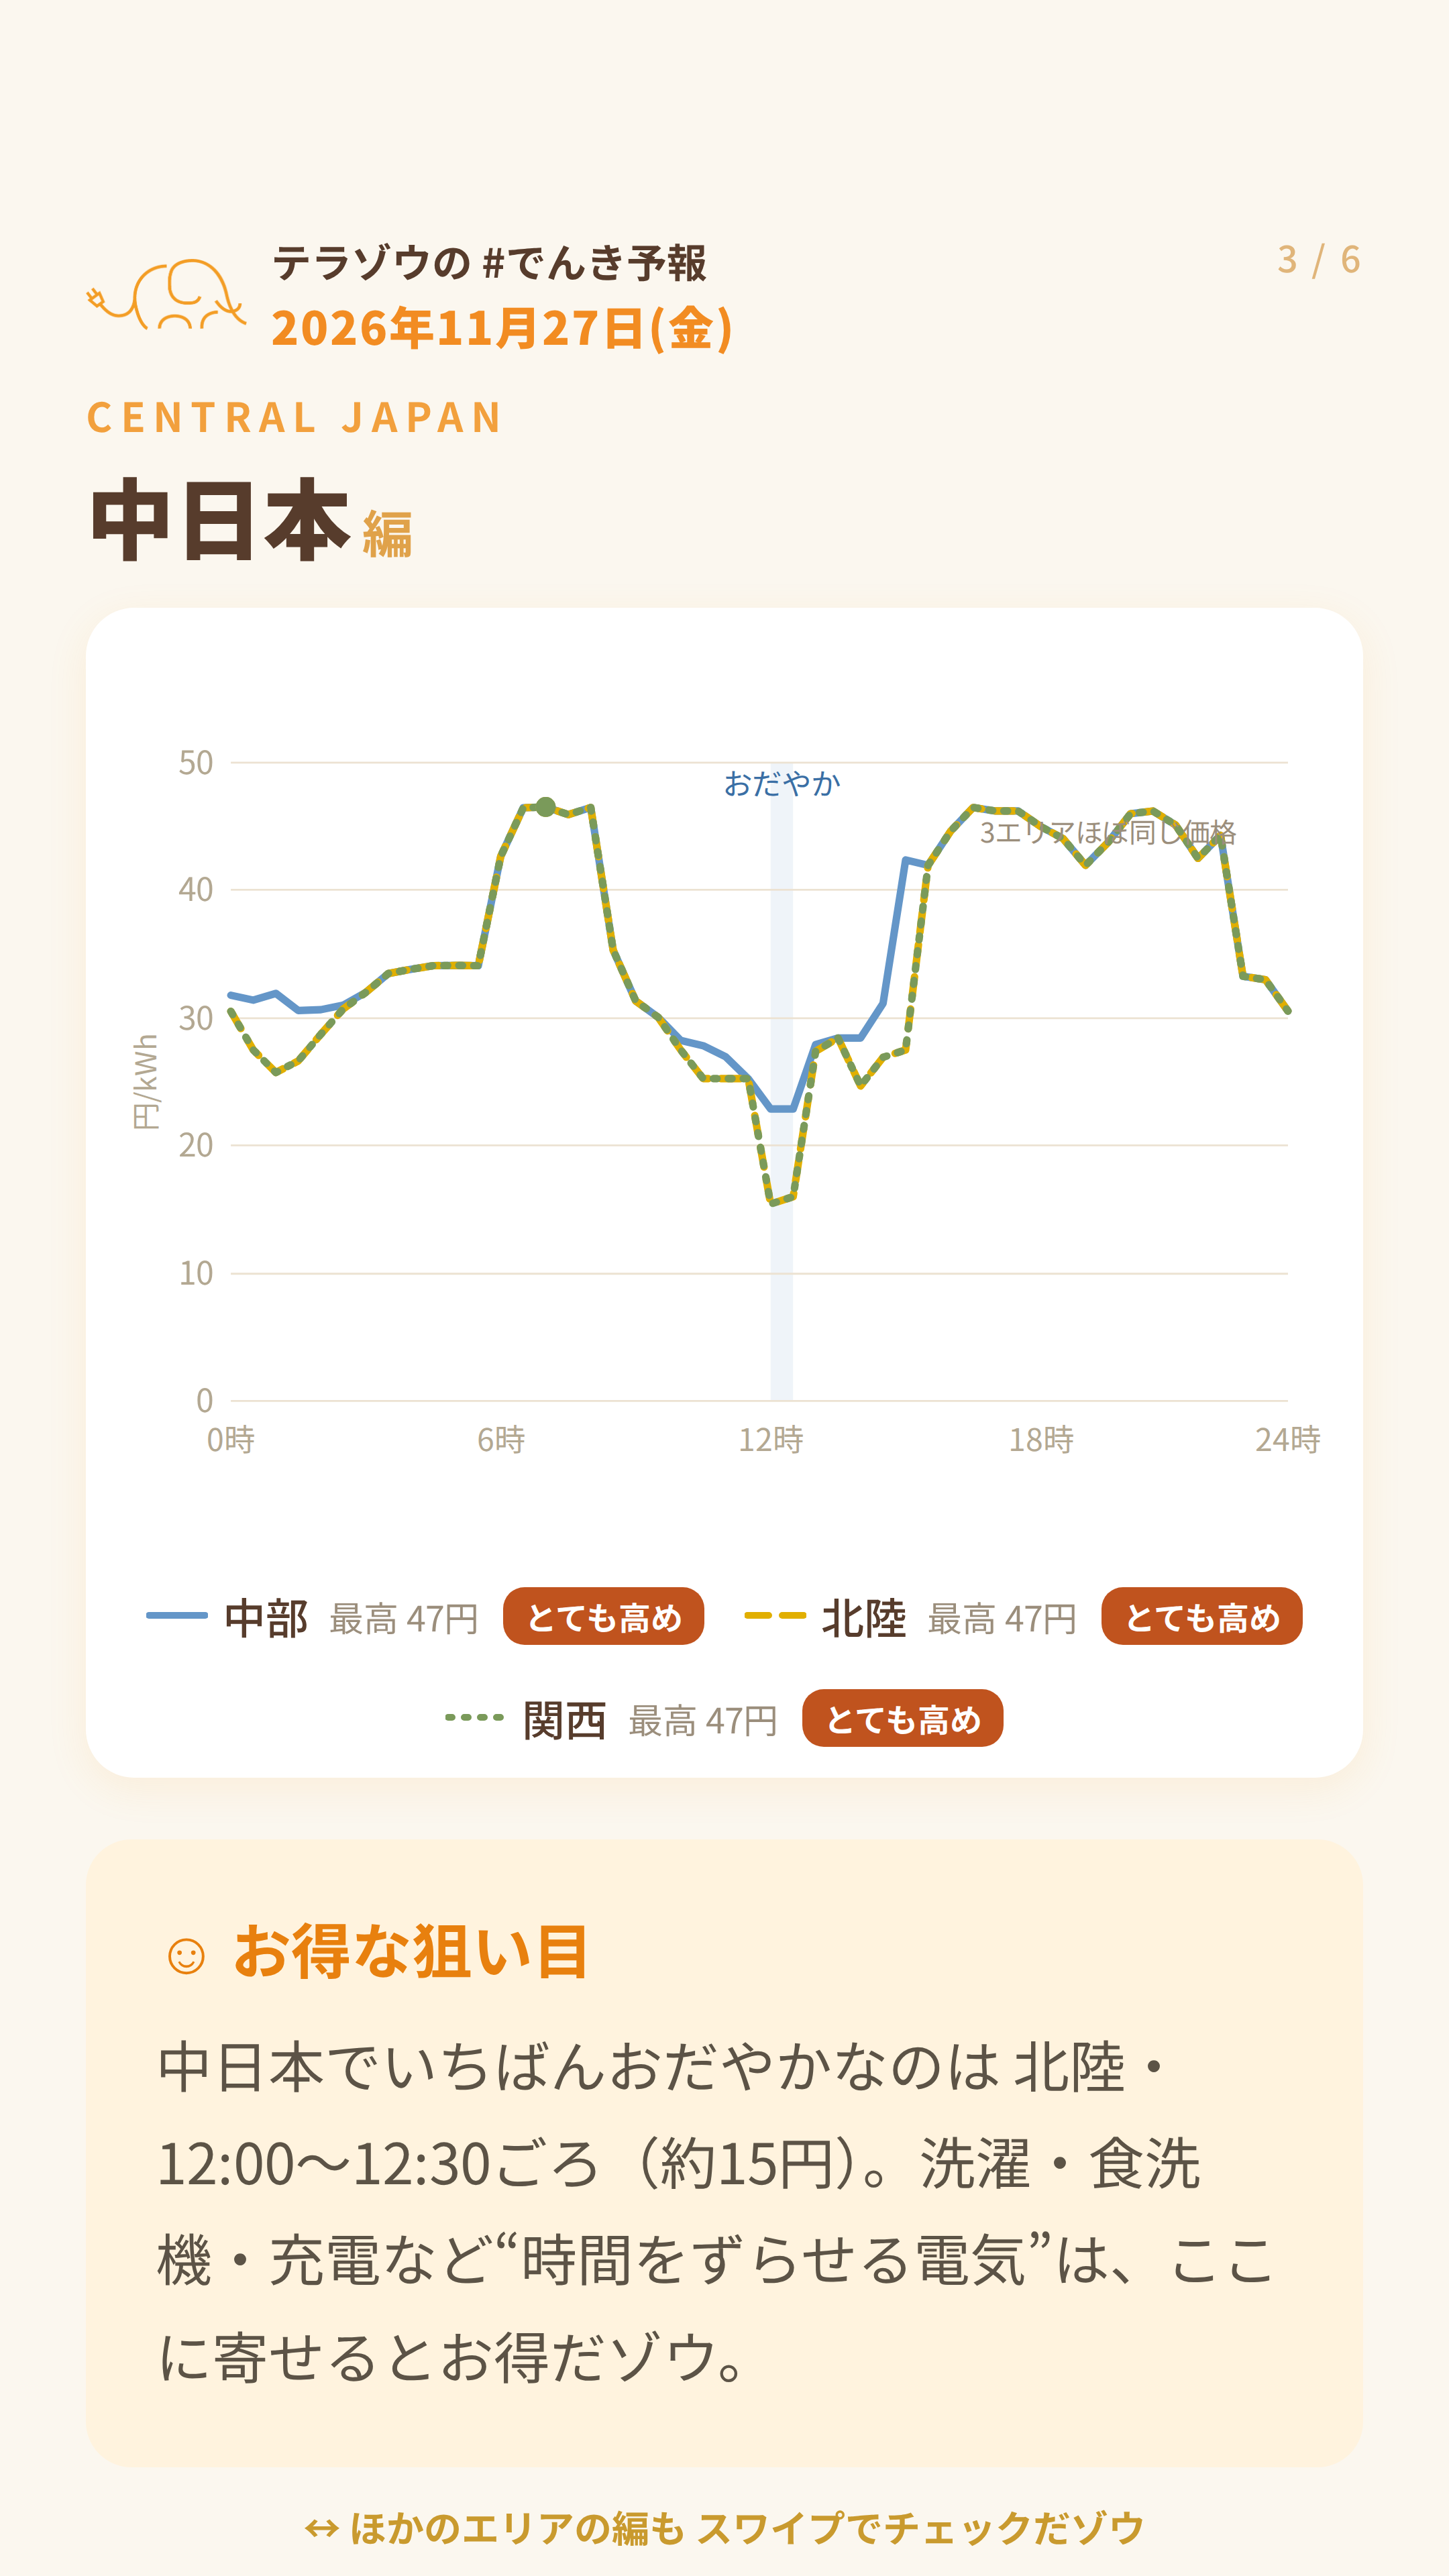 テラゾウの #でんき予報
2026年11月27日(金)
3 / 6
CENTRAL JAPAN
中日本 編
50
40
30
20
10
0
円/kWh
おだやか
3エリアほぼ同じ価格
0時 6時 12時 18時 24時
中部 最高 47円 とても高め 北陸 最高 47円 とても高め
関西 最高 47円 とても高め
☺ お得な狙い目
中日本でいちばんおだやかなのは 北陸・
12:00〜12:30ごろ（約15円）。洗濯・食洗
機・充電など“時間をずらせる電気”は、ここ
に寄せるとお得だゾウ。
↔ ほかのエリアの編も スワイプでチェックだゾウ